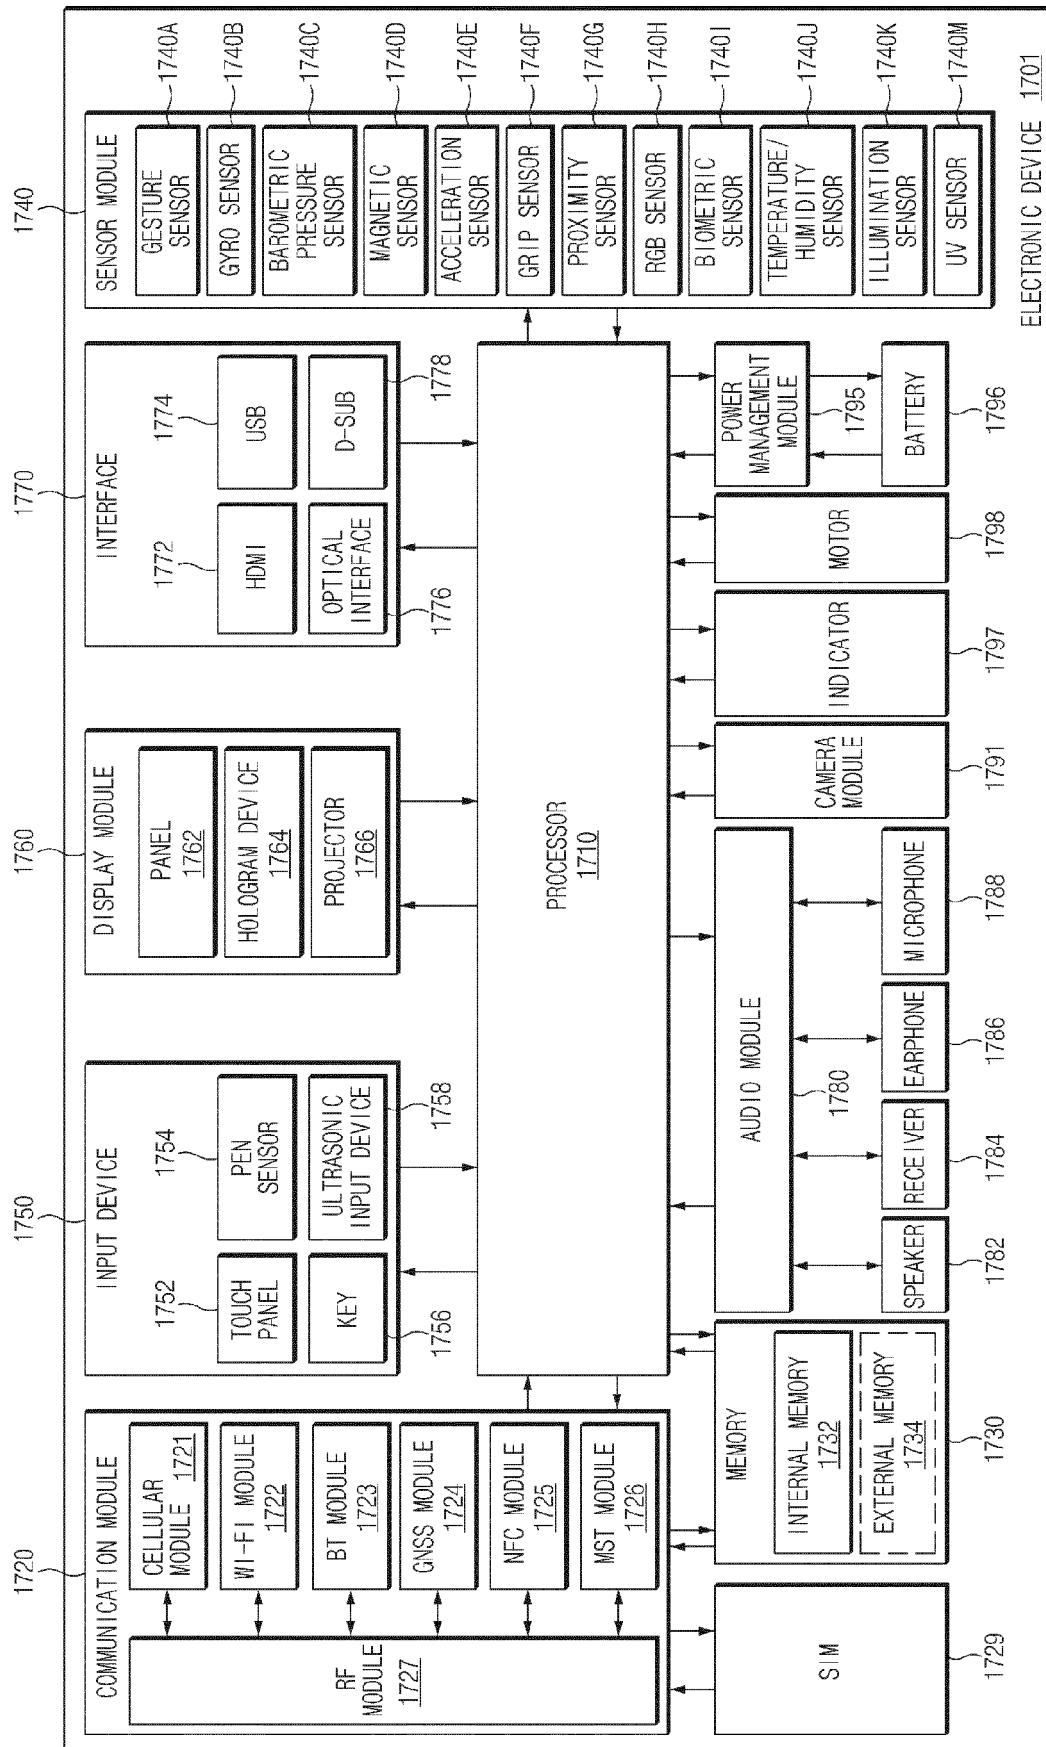 1720
COMMUNICATION MODULE
CELLULAR
MODULE 1721
WI-FI MODULE
1722
BT MODULE
1723
GNSS MODULE
1724
NFC MODULE
1725
MST MODULE
1726
RF
MODULE
1727
1750
INPUT DEVICE
1752
TOUCH
PANEL
1754
PEN
SENSOR
KEY
1756
ULTRASONIC
INPUT DEVICE
1758
1760
DISPLAY MODULE
PANEL
1762
HOLOGRAM DEVICE
1764
PROJECTOR
1766
1770
INTERFACE
1772
HDMI
1774
USB
OPTICAL
INTERFACE
1776
D-SUB
1778
1740
SENSOR MODULE
GESTURE
SENSOR
1740A
GYRO SENSOR
1740B
BAROMETRIC
PRESSURE
SENSOR
1740C
MAGNETIC
SENSOR
1740D
ACCELERATION
SENSOR
1740E
GRIP SENSOR
1740F
PROXIMITY
SENSOR
1740G
RGB SENSOR
1740H
BIOMETRIC
SENSOR
1740I
TEMPERATURE/
HUMIDITY
SENSOR
1740J
ILLUMINATION
SENSOR
1740K
UV SENSOR
1740M
PROCESSOR
1710
SIM
1729
MEMORY
INTERNAL MEMORY
1732
EXTERNAL MEMORY
1734
1730
AUDIO MODULE
1780
SPEAKER
1782
RECEIVER
1784
EARPHONE
1786
MICROPHONE
1788
CAMERA
MODULE
1791
INDICATOR
1797
MOTOR
1798
POWER
MANAGEMENT
MODULE
1795
BATTERY
1796
ELECTRONIC DEVICE 1701